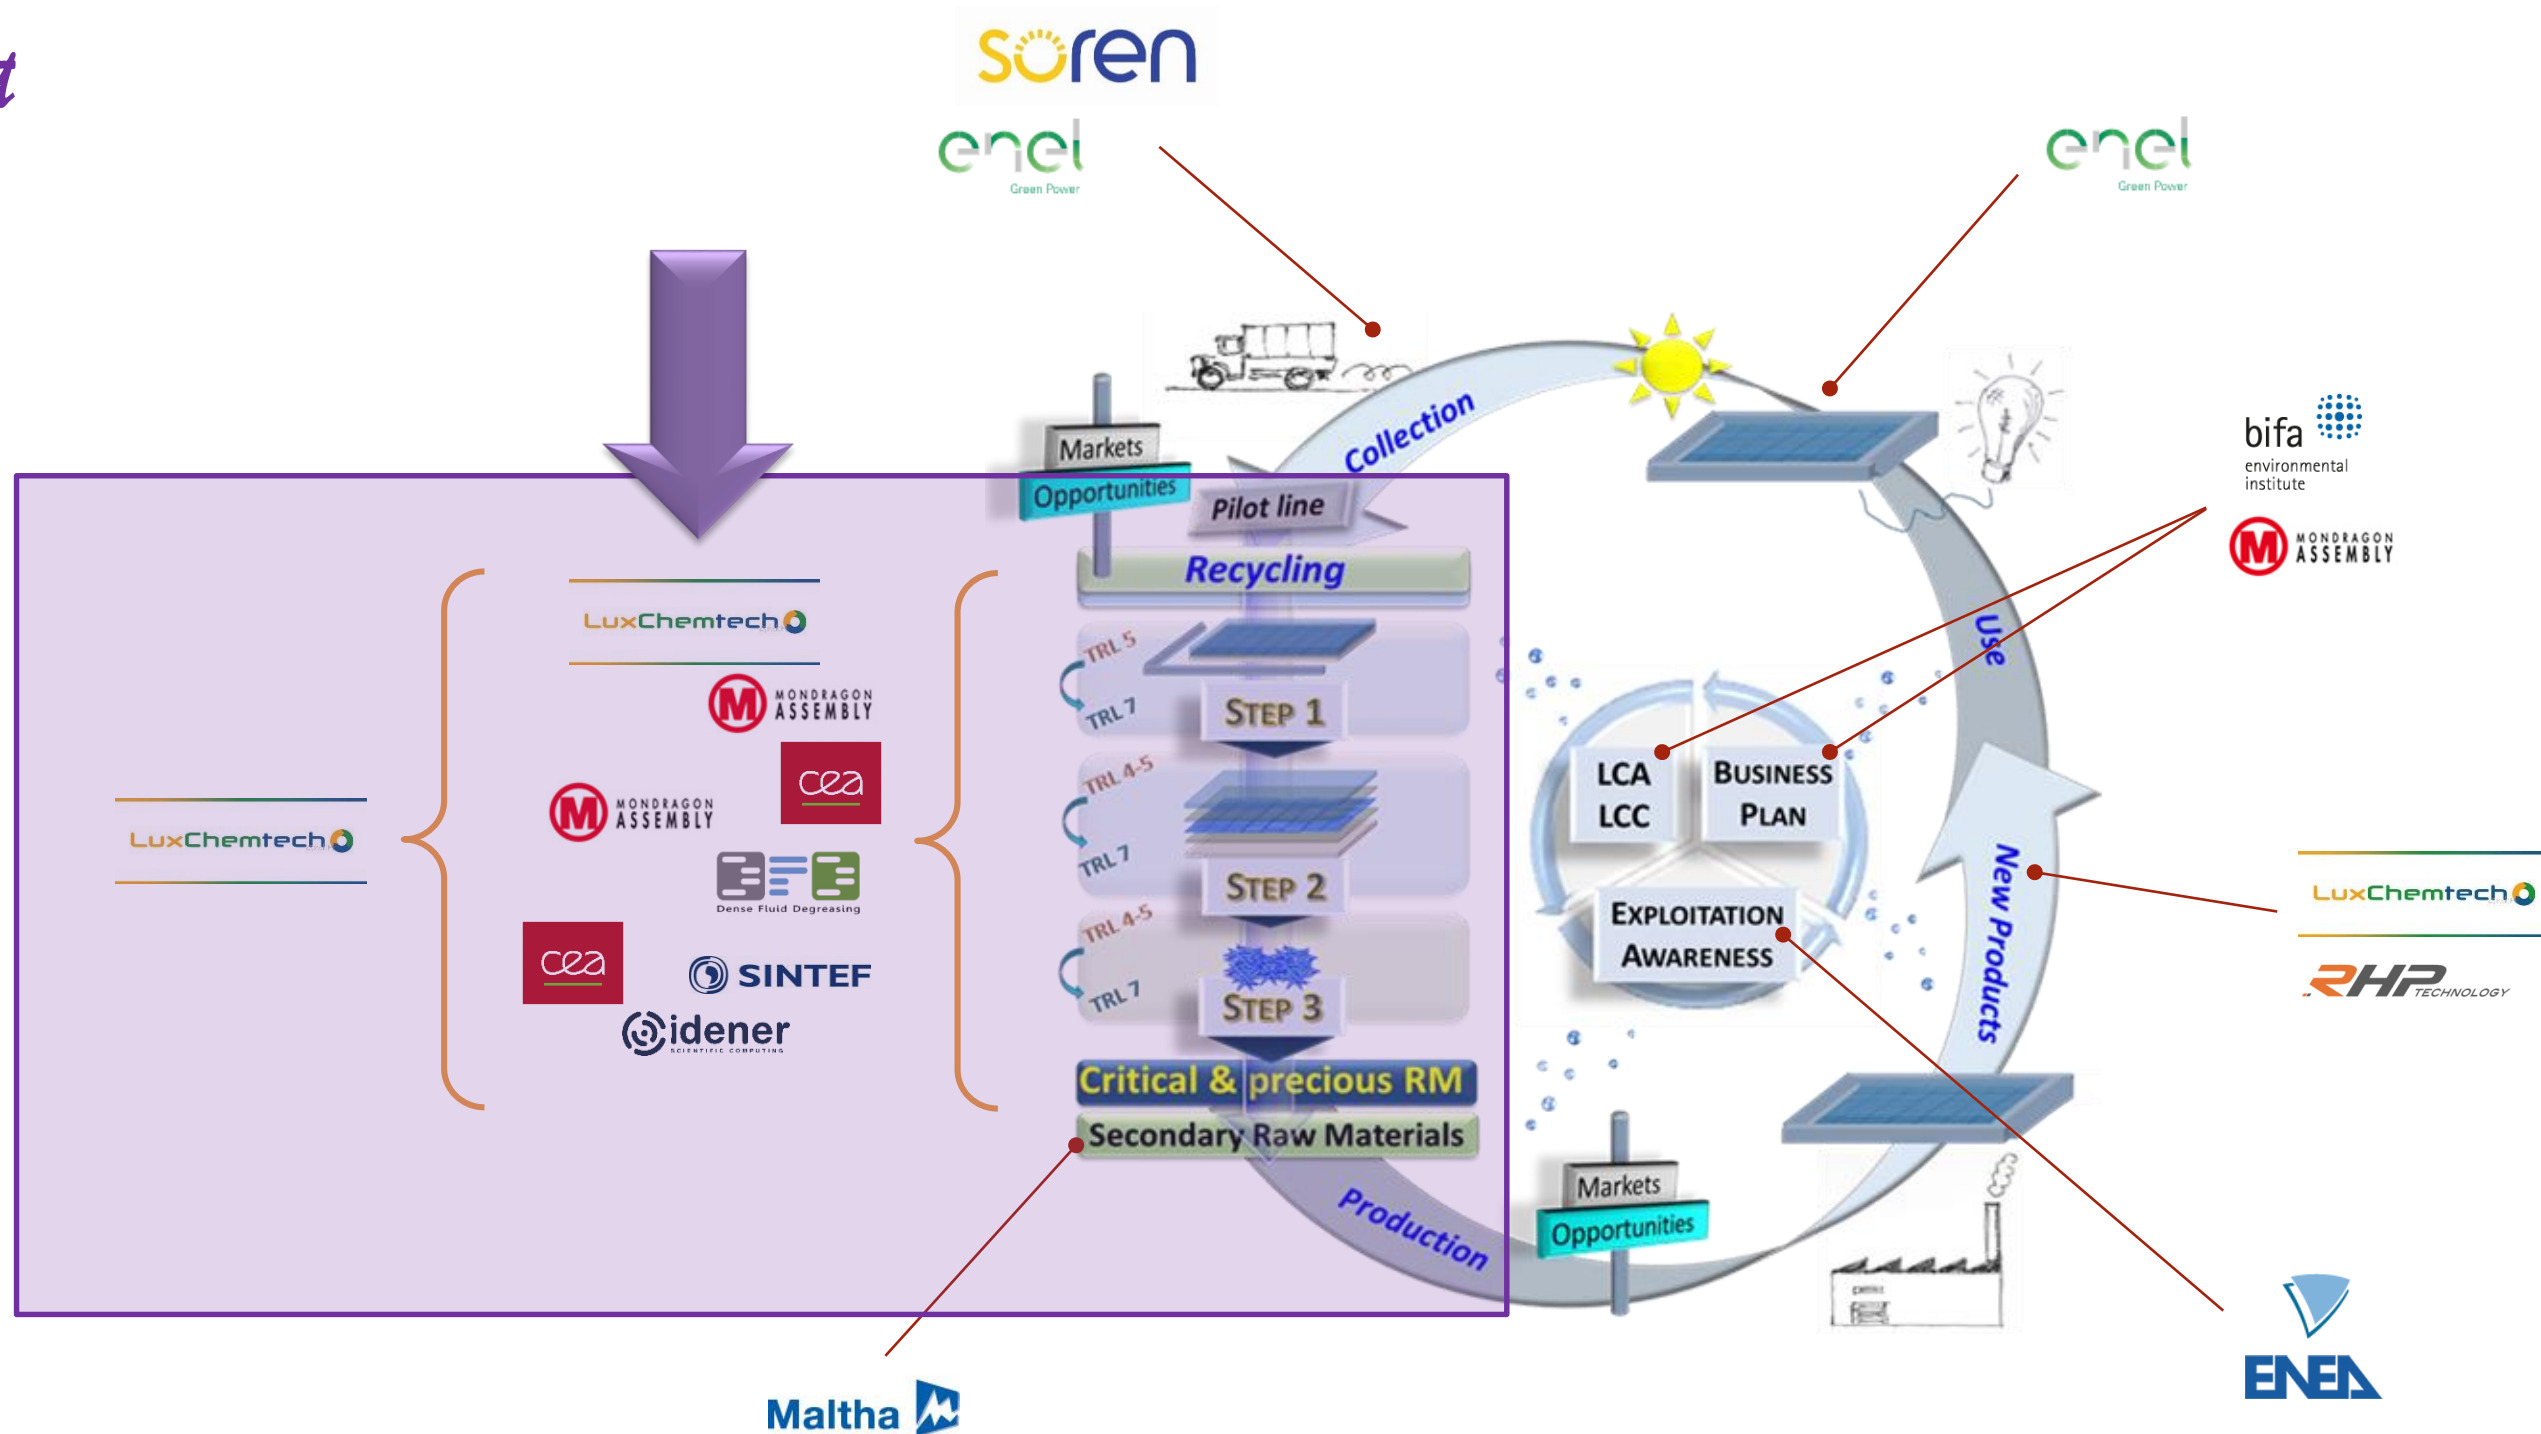 t
soren
enel
Green Power
enel
Green Power
Markets
Opportunities
Collection
Pilot line
Recycling
bifa
environmental
institute
MONDRAGON
ASSEMBLY
LuxChemtech
MONDRAGON
ASSEMBLY
cea
MONDRAGON
ASSEMBLY
Dense Fluid Degreasing
cea
SINTEF
idener
SCIENTIFIC COMPUTING
LuxChemtech
TRL 5
TRL 7
STEP 1
TRL 4-5
TRL 7
STEP 2
TRL 4-5
TRL 7
STEP 3
Critical & precious RM
Secondary Raw Materials
Use
LCA
LCC
BUSINESS
PLAN
EXPLOITATION
AWARENESS
New Products
LuxChemtech
RHP
TECHNOLOGY
Production
Markets
Opportunities
Maltha
ENEA